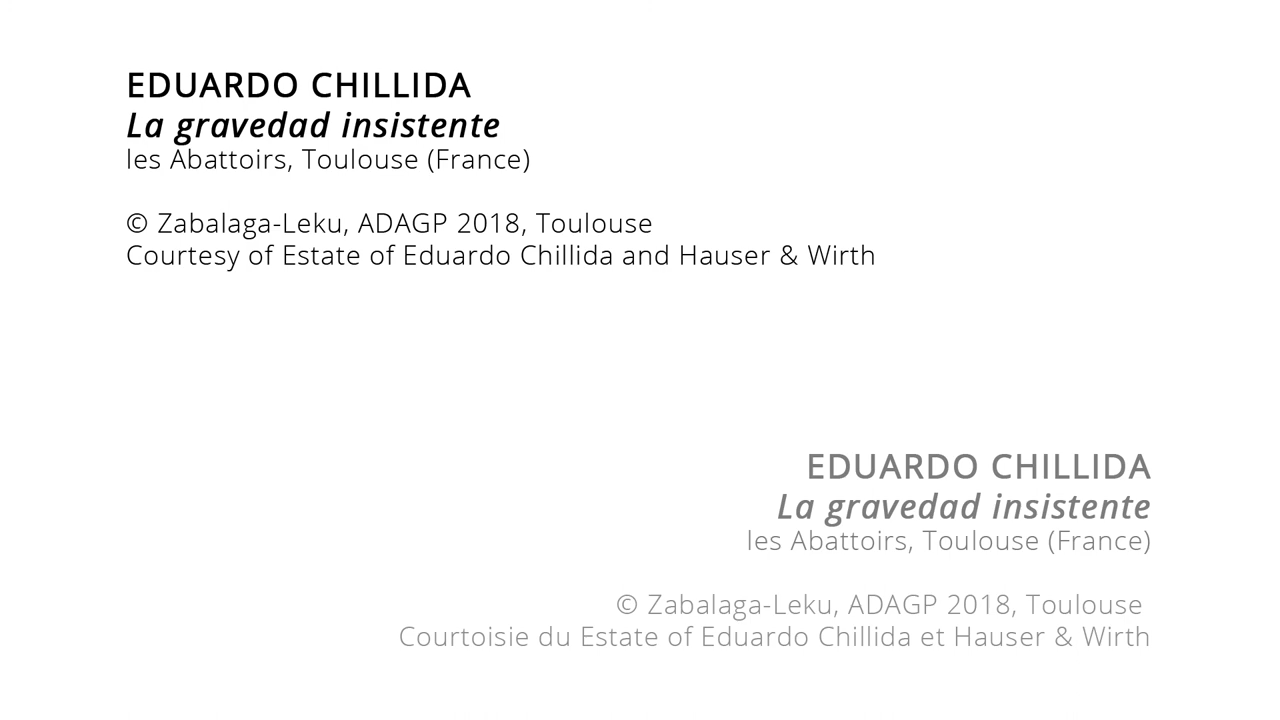 EDUARDO CHILLIDA
La gravedad insistente
les Abattoirs, Toulouse (France)
© Zabalaga-Leku, ADAGP 2018, Toulouse
Courtesy of Estate of Eduardo Chillida and Hauser & Wirth
EDUARDO CHILLIDA
La gravedad insistente
les Abattoirs, Toulouse (France)
© Zabalaga-Leku, ADAGP 2018, Toulouse
Courtoisie du Estate of Eduardo Chillida et Hauser & Wirth